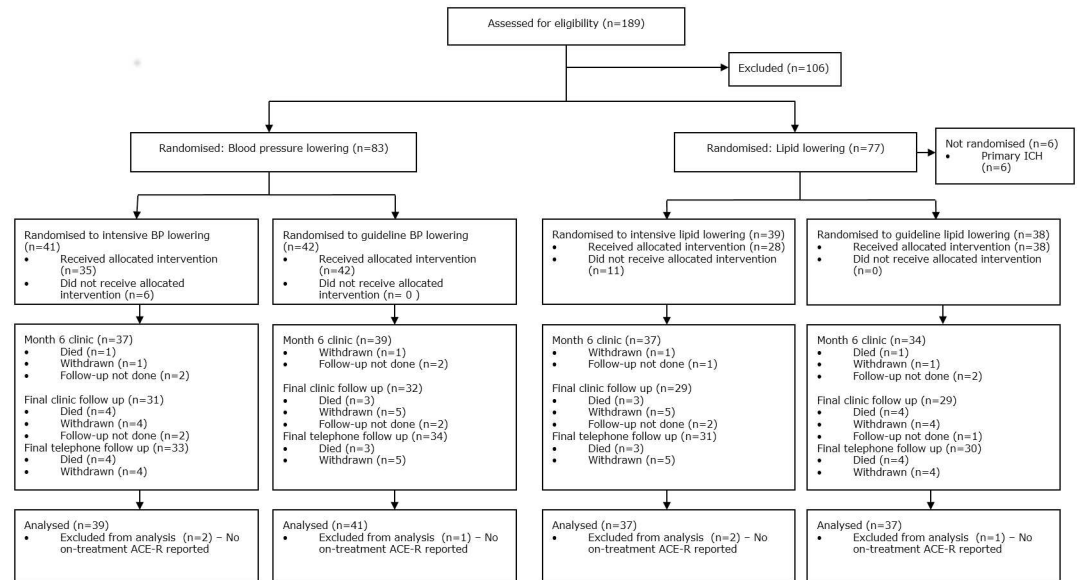 Assessed for eligibility (n=189)
Excluded (n=106)
Randomised: Blood pressure lowering (n=83)
Randomised: Lipid lowering (n=77)
Not randomised (n=6)
• Primary ICH
(n=6)
Randomised to intensive BP lowering
(n=41)
• Received allocated intervention
(n=35)
• Did not receive allocated
intervention (n=6)
Randomised to guideline BP lowering
(n=42)
• Received allocated intervention
(n=42)
• Did not receive allocated
intervention (n= 0 )
Randomised to intensive lipid lowering (n=39)
• Received allocated intervention (n=28)
• Did not receive allocated intervention
(n=11)
Randomised to guideline lipid lowering (n=38)
• Received allocated intervention (n=38)
• Did not receive allocated intervention
(n=0)
Month 6 clinic (n=37)
• Died (n=1)
• Withdrawn (n=1)
• Follow-up not done (n=2)
Final clinic follow up (n=31)
• Died (n=4)
• Withdrawn (n=4)
• Follow-up not done (n=2)
Final telephone follow up (n=33)
• Died (n=4)
• Withdrawn (n=4)
Month 6 clinic (n=39)
• Withdrawn (n=1)
• Follow-up not done (n=2)
Final clinic follow up (n=32)
• Died (n=3)
• Withdrawn (n=5)
• Follow-up not done (n=2)
Final telephone follow up (n=34)
• Died (n=3)
• Withdrawn (n=5)
Month 6 clinic (n=37)
• Withdrawn (n=1)
• Follow-up not done (n=1)
Final clinic follow up (n=29)
• Died (n=3)
• Withdrawn (n=5)
• Follow-up not done (n=2)
Final telephone follow up (n=31)
• Died (n=3)
• Withdrawn (n=5)
Month 6 clinic (n=34)
• Died (n=1)
• Withdrawn (n=1)
• Follow-up not done (n=2)
Final clinic follow up (n=29)
• Died (n=4)
• Withdrawn (n=4)
• Follow-up not done (n=1)
Final telephone follow up (n=30)
• Died (n=4)
• Withdrawn (n=4)
Analysed (n=39)
• Excluded from analysis (n=2) – No
on-treatment ACE-R reported
Analysed (n=41)
• Excluded from analysis (n=1) – No
on-treatment ACE-R reported
Analysed (n=37)
• Excluded from analysis (n=2) – No
on-treatment ACE-R reported
Analysed (n=37)
• Excluded from analysis (n=1) – No
on-treatment ACE-R reported